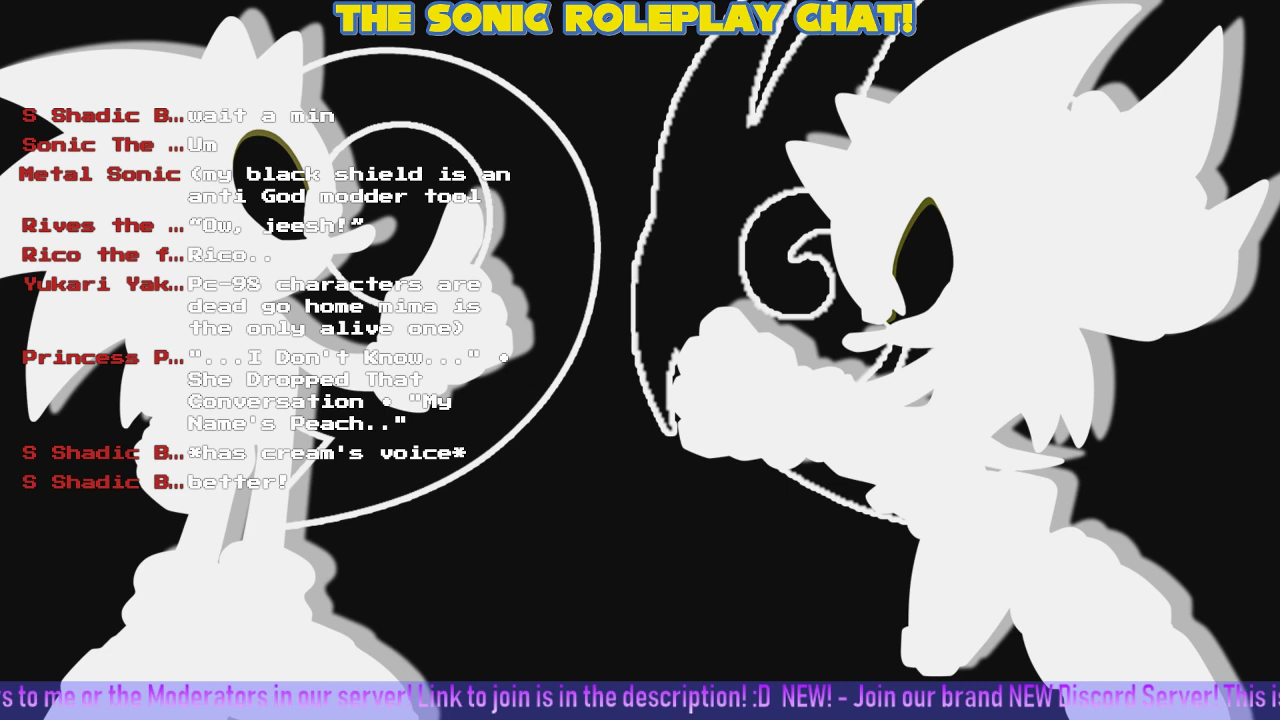 THE SONIC ROLEPLAY CHAT!
S Shadic B... wait a min
Sonic The ... Um
Metal Sonic (my black shield is an
anti God modder tool
Rives the ... "Ow, jeesh!"
Rico the f... Rico..
Yukari Yak... Pc-98 characters are
dead go home mima is
the only alive one)
Princess P... "...I Don't Know..." •
She Dropped That
Conversation • "My
Name's Peach.."
S Shadic B... *has cream's voice*
S Shadic B... better!
s to me or the Moderators in our server! Link to join is in the description! :D NEW! - Join our brand NEW Discord Server! This is